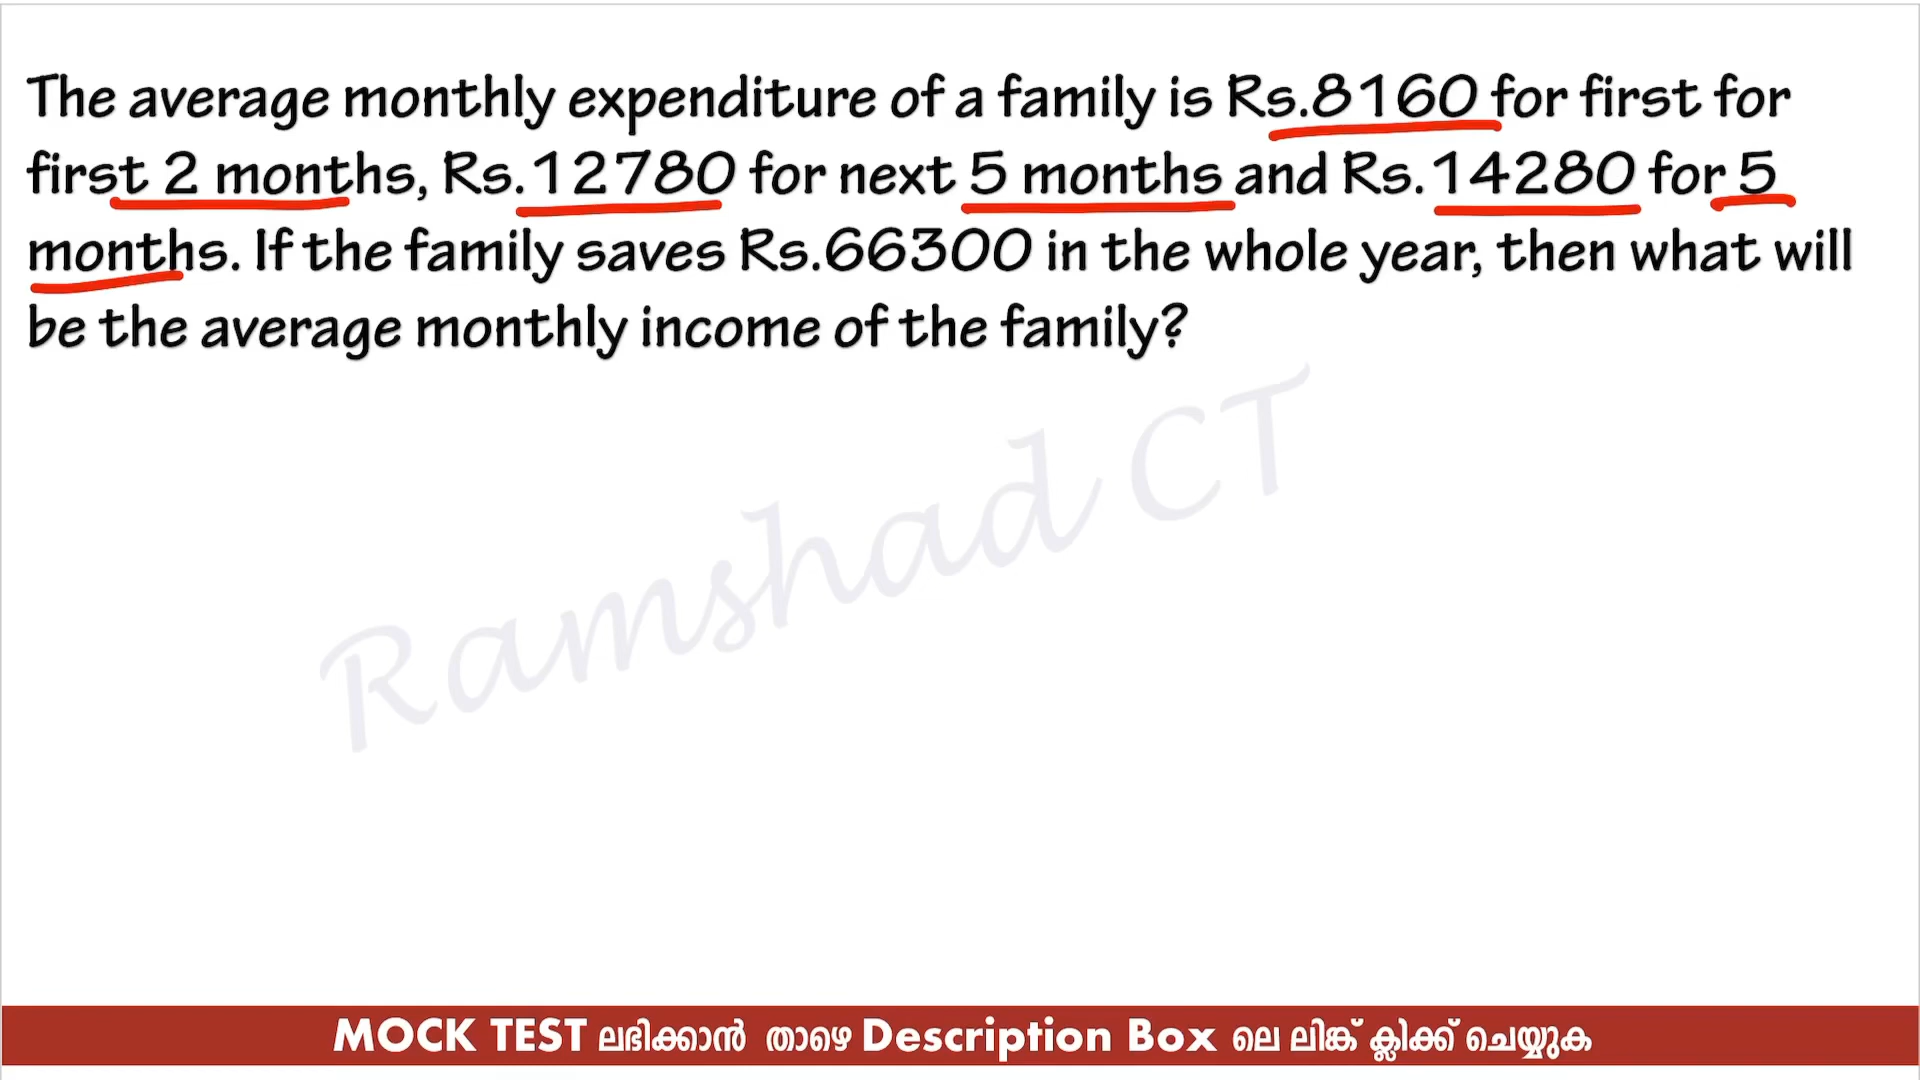 The average monthly expenditure of a family is Rs.8160 for first for
first 2 months, Rs.12780 for next 5 months and Rs.14280 for 5
months. If the family saves Rs.66300 in the whole year, then what will
be the average monthly income of the family?
Ramshad CT
MOCK TEST ലഭിക്കാൻ താഴെ Description Box ലെ ലിങ്ക് ക്ലിക്ക് ചെയ്യുക